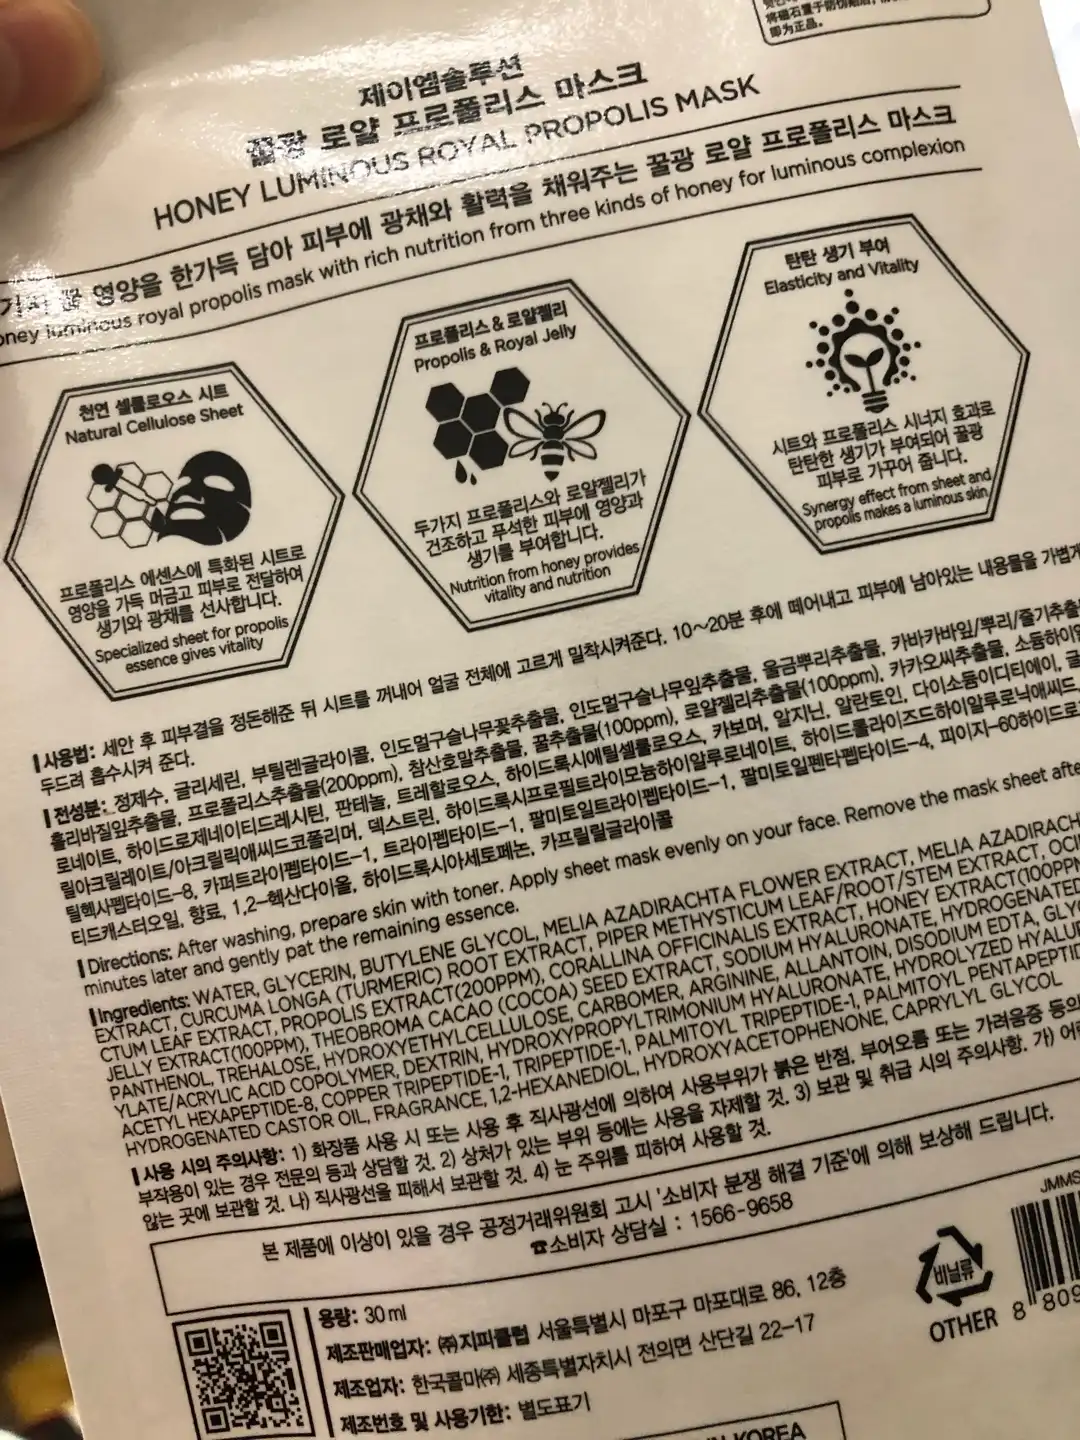 将磁石置于防伪贴后,
即为正品。
제이엠솔루션
꿀광 로얄 프로폴리스 마스크
HONEY LUMINOUS ROYAL PROPOLIS MASK
꿀 영양을 한가득 담아 피부에 광채와 활력을 채워주는 꿀광 로얄 프로폴리스 마스크
luminous royal propolis mask with rich nutrition from three kinds of honey for luminous complexion
천연 셀룰로오스 시트
Natural Cellulose Sheet
프로폴리스 에센스에 특화된 시트로
영양을 가득 머금고 피부로 전달하여
생기와 광채를 선사합니다.
Specialized sheet for propolis
essence gives vitality
프로폴리스 & 로얄젤리
Propolis & Royal Jelly
두가지 프로폴리스와 로얄젤리가
건조하고 푸석한 피부에 영양과
생기를 부여합니다.
Nutrition from honey provides
vitality and nutrition
탄탄 생기 부여
Elasticity and Vitality
시트와 프로폴리스 시너지 효과로
탄탄한 생기가 부여되어 꿀광
피부로 가꾸어 줍니다.
Synergy effect from sheet and
propolis makes a luminous skin
사용법: 세안 후 피부결을 정돈해준 뒤 시트를 꺼내어 얼굴 전체에 고르게 밀착시켜준다. 10~20분 후에 떼어내고 피부에 남아있는 내용물을 가볍게
두드려 흡수시켜 준다.
전성분: 정제수, 글리세린, 부틸렌글라이콜, 인도멀구슬나무꽃추출물, 인도멀구슬나무잎추출물, 울금뿌리추출물, 카바카바잎/뿌리/줄기추출물
홀리바질잎추출물, 프로폴리스추출물(200ppm), 참산호말추출물, 꿀추출물(100ppm), 로얄젤리추출물(100ppm), 카카오씨추출물, 소듐하이알루
로네이트, 하이드로제네이티드레시틴, 판테놀, 트레할로오스, 하이드록시에틸셀룰로오스, 카보머, 알지닌, 알란토인, 다이소듐이디티에이, 글
릴아크릴레이트/아크릴릭애씨드코폴리머, 덱스트린, 하이드록시프로필트라이모늄하이알루로네이트, 하이드롤라이즈드하이알루로닉애씨드,
틸헥사펩타이드-8, 카퍼트라이펩타이드-1, 트라이펩타이드-1, 팔미토일트라이펩타이드-1, 팔미토일펜타펩타이드-4, 피이지-60하이드로
티드캐스터오일, 향료, 1,2-헥산다이올, 하이드록시아세토페논, 카프릴릴글라이콜
Directions: After washing, prepare skin with toner. Apply sheet mask evenly on your face. Remove the mask sheet after
minutes later and gently pat the remaining essence.
Ingredients: WATER, GLYCERIN, BUTYLENE GLYCOL, MELIA AZADIRACHTA FLOWER EXTRACT, MELIA AZADIRACH
EXTRACT, CURCUMA LONGA (TURMERIC) ROOT EXTRACT, PIPER METHYSTICUM LEAF/ROOT/STEM EXTRACT, OCI
CTUM LEAF EXTRACT, PROPOLIS EXTRACT(200PPM), CORALLINA OFFICINALIS EXTRACT, HONEY EXTRACT(100PPM
JELLY EXTRACT(100PPM), THEOBROMA CACAO (COCOA) SEED EXTRACT, SODIUM HYALURONATE, HYDROGENATED
PANTHENOL, TREHALOSE, HYDROXYETHYLCELLULOSE, CARBOMER, ARGININE, ALLANTOIN, DISODIUM EDTA, GLYC
YLATE/ACRYLIC ACID COPOLYMER, DEXTRIN, HYDROXYPROPYLTRIMONIUM HYALURONATE, HYDROLYZED HYALU
ACETYL HEXAPEPTIDE-8, COPPER TRIPEPTIDE-1, TRIPEPTIDE-1, PALMITOYL TRIPEPTIDE-1, PALMITOYL PENTAPEPTID
HYDROGENATED CASTOR OIL, FRAGRANCE, 1,2-HEXANEDIOL, HYDROXYACETOPHENONE, CAPRYLYL GLYCOL
사용 시의 주의사항: 1) 화장품 사용 시 또는 사용 후 직사광선에 의하여 사용부위가 붉은 반점, 부어오름 또는 가려움증 등의
부작용이 있는 경우 전문의 등과 상담할 것. 2) 상처가 있는 부위 등에는 사용을 자제할 것. 3) 보관 및 취급 시의 주의사항. 가) 어린
않는 곳에 보관할 것. 나) 직사광선을 피해서 보관할 것. 4) 눈 주위를 피하여 사용할 것.
본 제품에 이상이 있을 경우 공정거래위원회 고시 '소비자 분쟁 해결 기준'에 의해 보상해 드립니다.
☎소비자 상담실 : 1566-9658
용량: 30ml
제조판매업자: ㈜지피클럽 서울특별시 마포구 마포대로 86, 12층
제조업자: 한국콜마㈜ 세종특별자치시 전의면 산단길 22-17
제조번호 및 사용기한: 별도표기
비닐류
OTHER
JMMS
8 809
IN KOREA